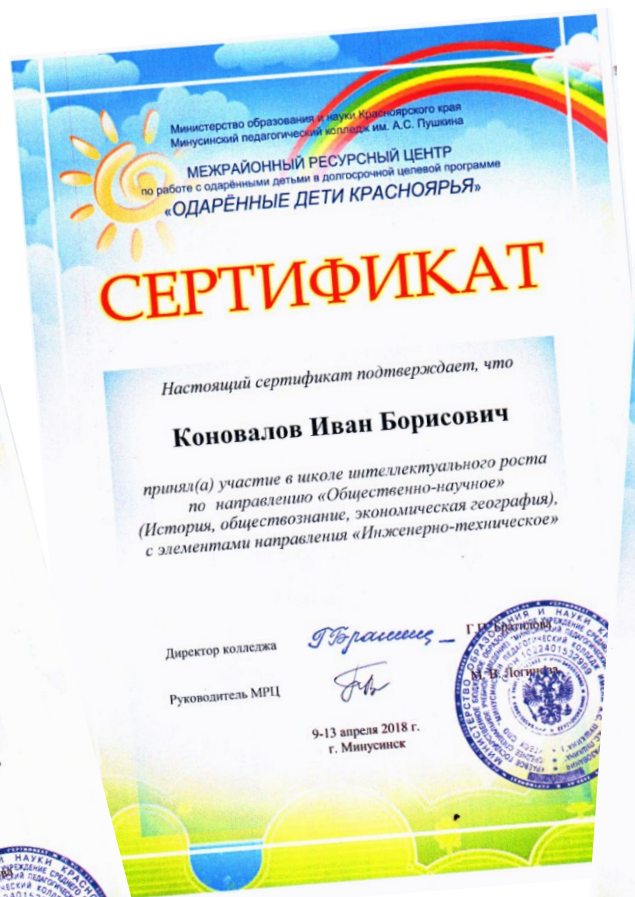 Министерство образования и науки Красноярского края
Минусинский педагогический колледж им. А.С. Пушкина
МЕЖРАЙОННЫЙ РЕСУРСНЫЙ ЦЕНТР
по работе с одарёнными детьми в долгосрочной целевой программе
«ОДАРЁННЫЕ ДЕТИ КРАСНОЯРЬЯ»
СЕРТИФИКАТ
Настоящий сертификат подтверждает, что
Коновалов Иван Борисович
принял(а) участие в школе интеллектуального роста
по направлению «Общественно-научное»
(История, обществознание, экономическая география),
с элементами направления «Инженерно-техническое»
Директор колледжа
Руководитель МРЦ
М. В. Логинова
9-13 апреля 2018 г.
г. Минусинск
1022401532999